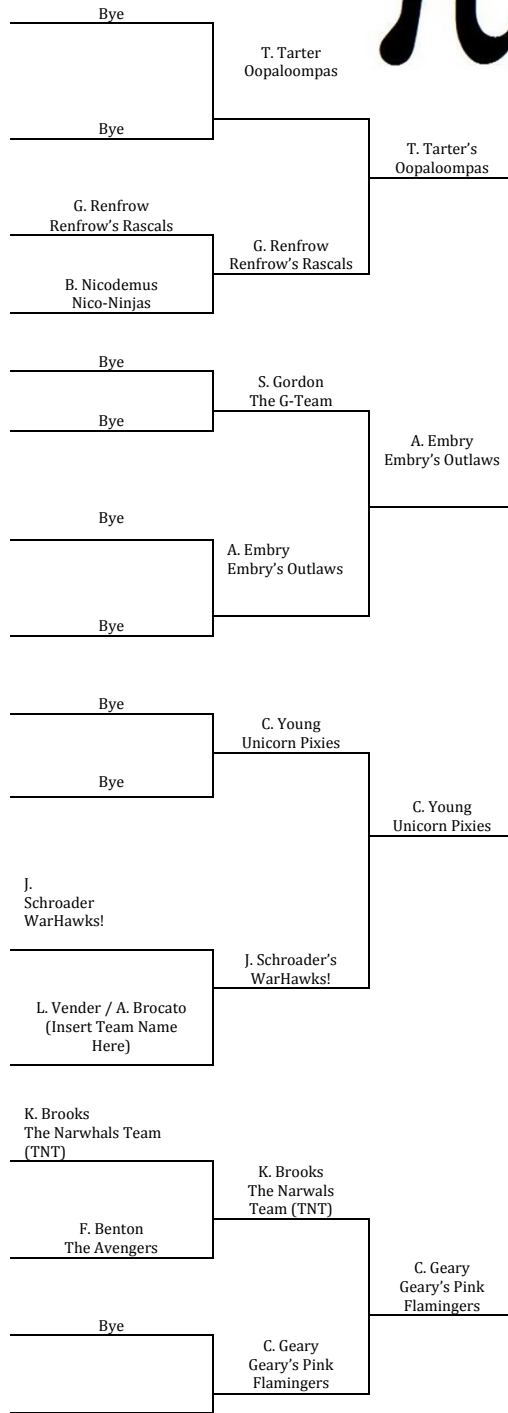 Bye
T. Tarter
Oopaloompas
Bye
T. Tarter’s
Oopaloompas
G. Renfrow
Renfrow’s Rascals
G. Renfrow
Renfrow’s Rascals
B. Nicodemus
Nico-Ninjas
Bye
S. Gordon
The G-Team
Bye
A. Embry
Embry’s Outlaws
Bye
A. Embry
Embry’s Outlaws
Bye
Bye
C. Young
Unicorn Pixies
Bye
C. Young
Unicorn Pixies
J.
Schroader
WarHawks!
J. Schroader’s
WarHawks!
L. Vender / A. Brocato
(Insert Team Name
Here)
K. Brooks
The Narwhals Team
(TNT)
K. Brooks
The Narwals
Team (TNT)
F. Benton
The Avengers
C. Geary
Geary’s Pink
Flamingers
Bye
C. Geary
Geary’s Pink
Flamingers